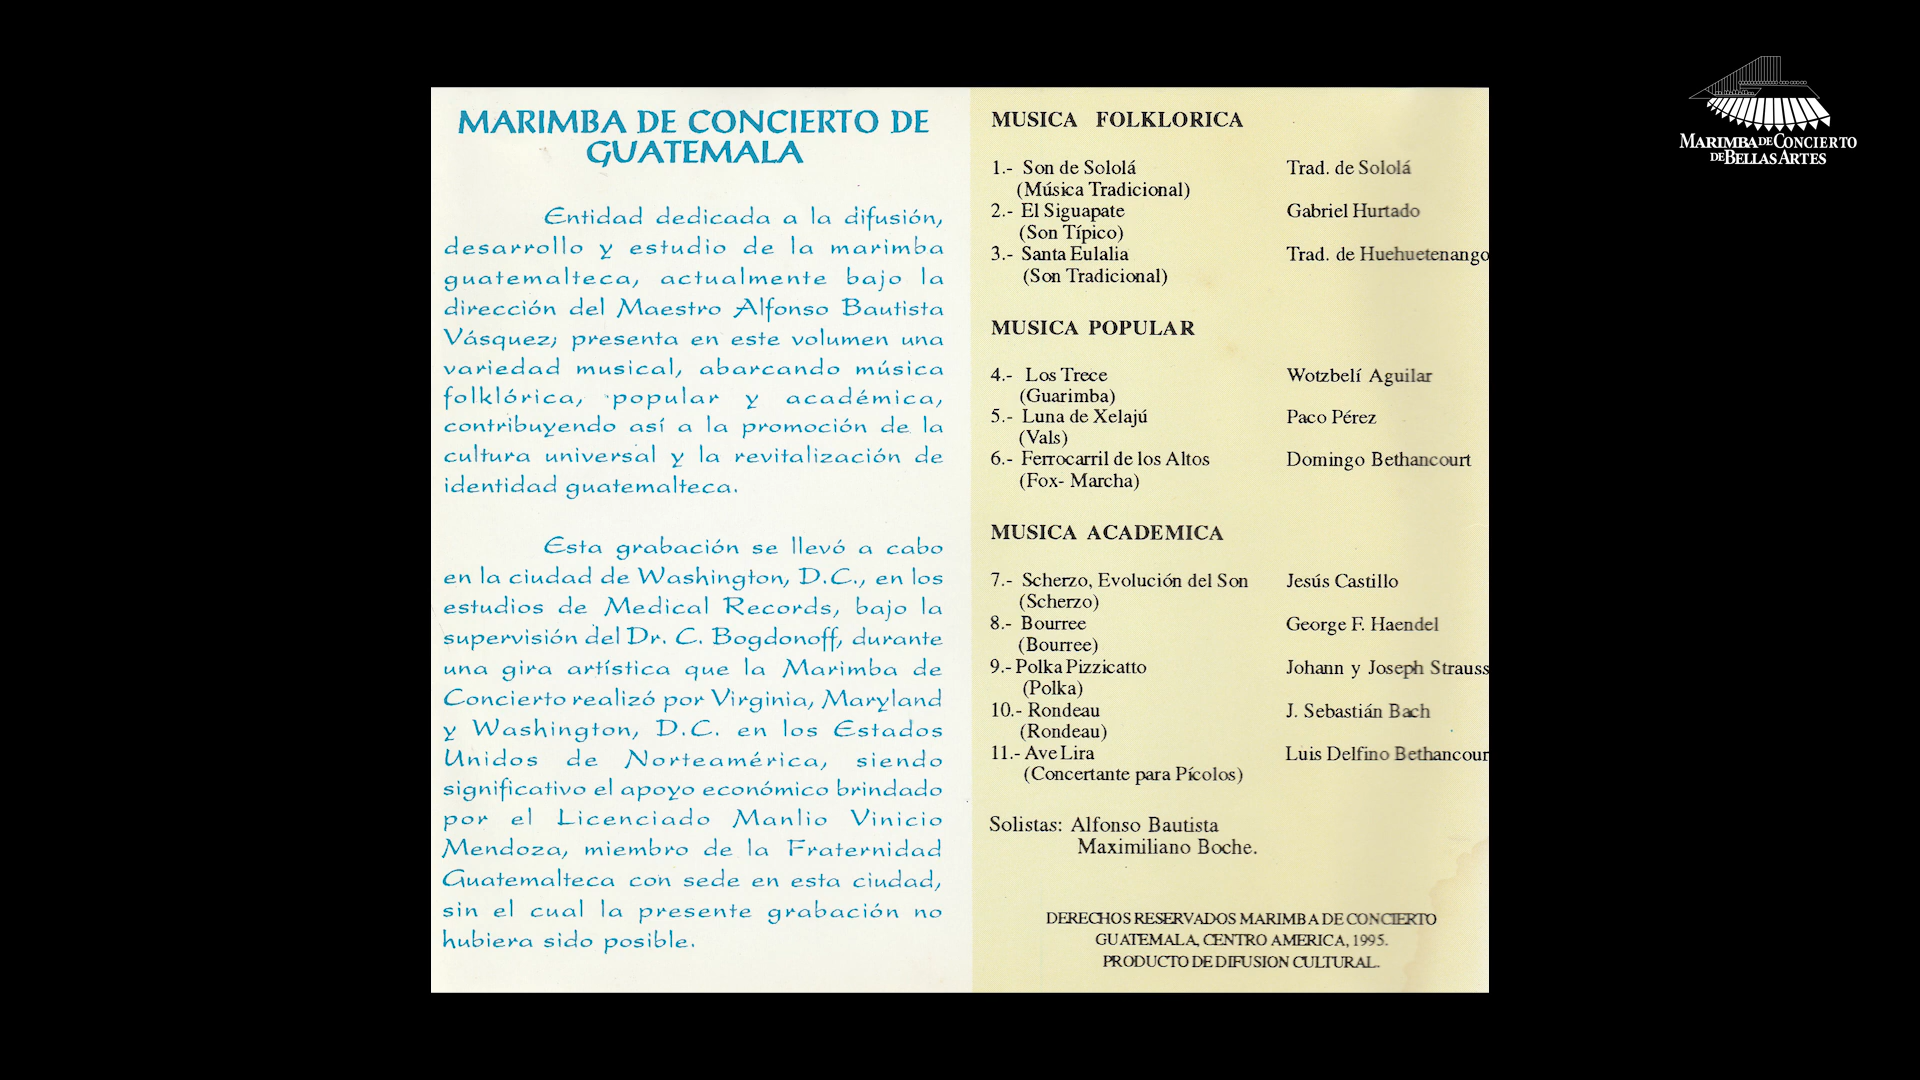 MARIMBA DE CONCIERTO DE
GUATEMALA
Entidad dedicada a la difusión,
desarrollo y estudio de la marimba
guatemalteca, actualmente bajo la
dirección del Maestro Alfonso Bautista
Vásquez; presenta en este volumen una
variedad musical, abarcando música
folklórica, popular y académica,
contribuyendo así a la promoción de la
cultura universal y la revitalización de
identidad guatemalteca.
Esta grabación se llevó a cabo
en la ciudad de Washington, D.C., en los
estudios de Medical Records, bajo la
supervisión del Dr. C. Bogdonoff, durante
una gira artística que la Marimba de
Concierto realizó por Virginia, Maryland
y Washington, D.C. en los Estados
Unidos de Norteamérica, siendo
significativo el apoyo económico brindado
por el Licenciado Manlio Vinicio
Mendoza, miembro de la Fraternidad
Guatemalteca con sede en esta ciudad,
sin el cual la presente grabación no
hubiera sido posible.
MUSICA FOLKLORICA
1.- Son de Sololá Trad. de Sololá
(Música Tradicional)
2.- El Siguapate Gabriel Hurtado
(Son Típico)
3.- Santa Eulalia Trad. de Huehuetenango
(Son Tradicional)
MUSICA POPULAR
4.- Los Trece Wotzbelí Aguilar
(Guarimba)
5.- Luna de Xelajú Paco Pérez
(Vals)
6.- Ferrocarril de los Altos Domingo Bethancourt
(Fox- Marcha)
MUSICA ACADEMICA
7.- Scherzo, Evolución del Son Jesús Castillo
(Scherzo)
8.- Bourree George F. Haendel
(Bourree)
9.- Polka Pizzicatto Johann y Joseph Strauss
(Polka)
10.- Rondeau J. Sebastián Bach
(Rondeau)
11.- Ave Lira Luis Delfino Bethancour
(Concertante para Pícolos)
Solistas: Alfonso Bautista
Maximiliano Boche.
DERECHOS RESERVADOS MARIMBA DE CONCIERTO
GUATEMALA, CENTRO AMERICA, 1995.
PRODUCTO DE DIFUSION CULTURAL.
MARIMBA DE CONCIERTO
DE BELLAS ARTES